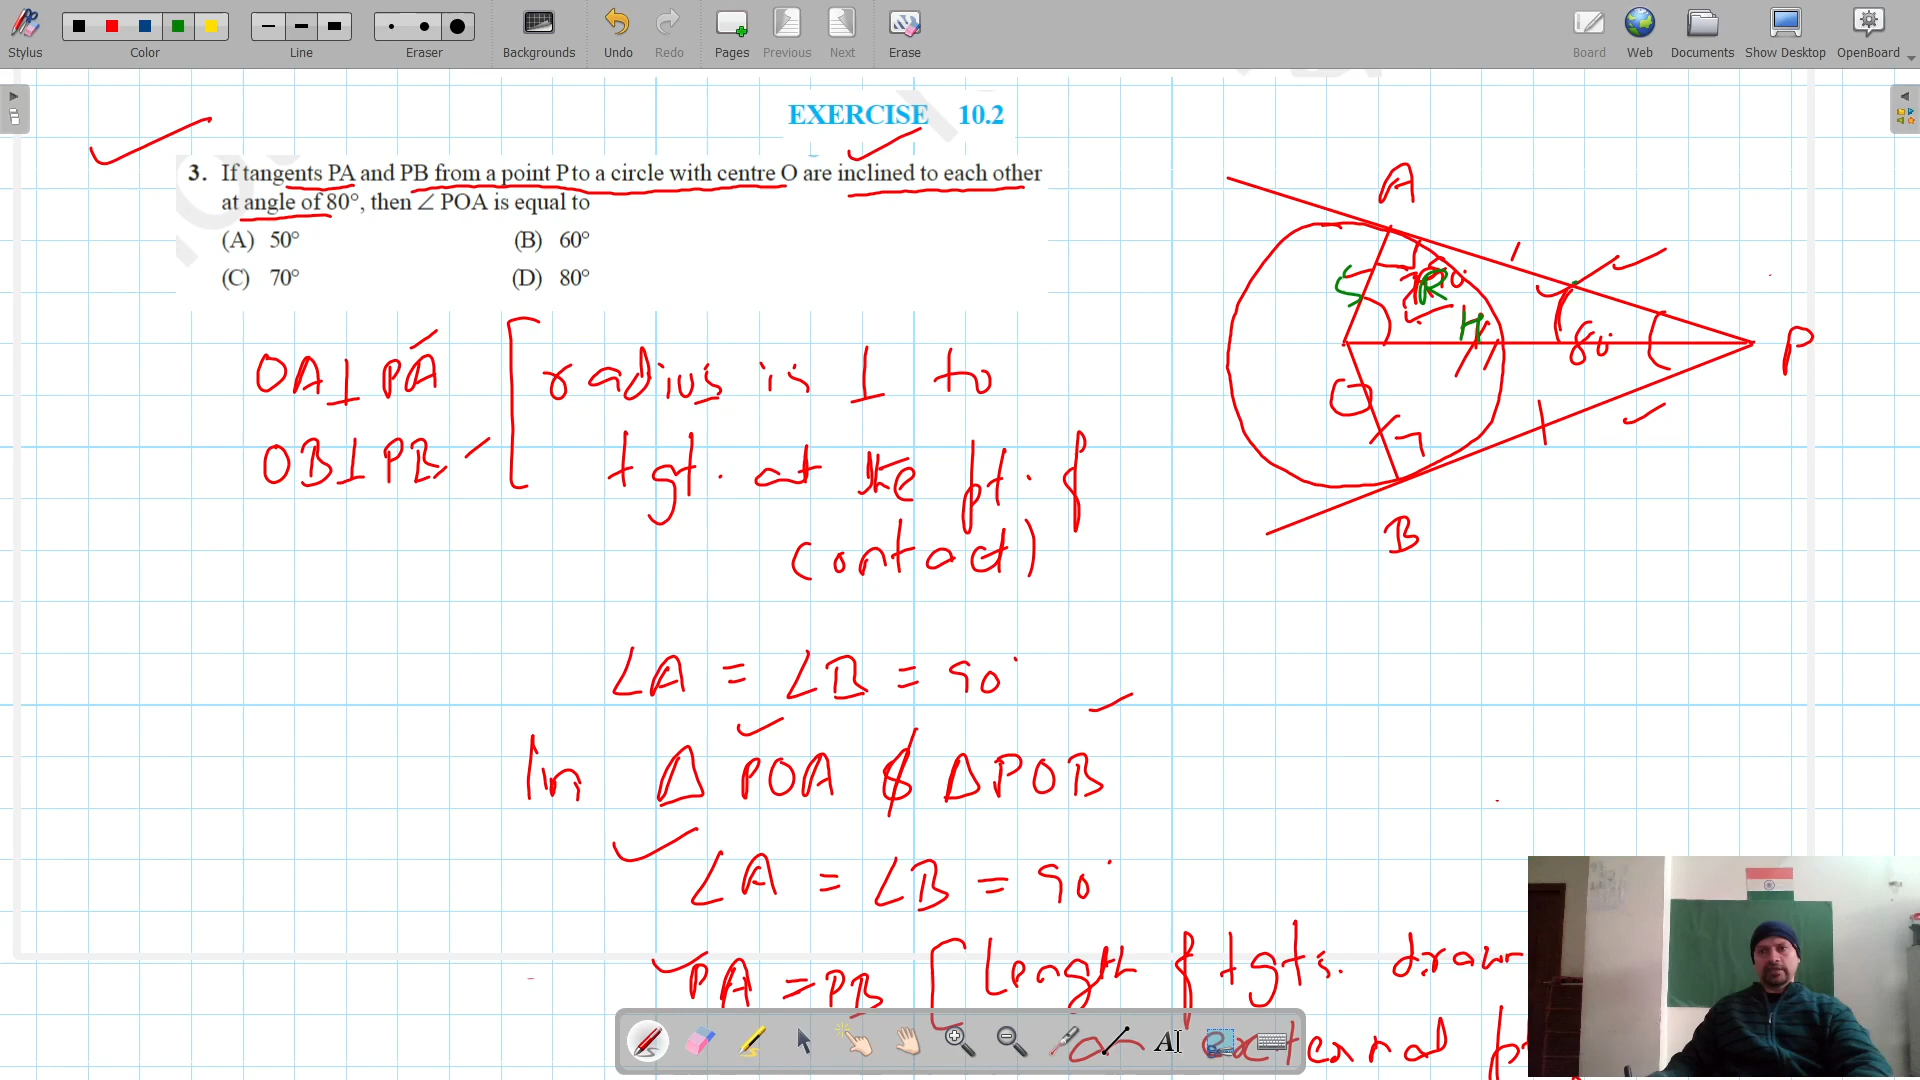 Stylus
Color
Line
Eraser
Backgrounds
Undo
Redo
Pages
Previous
Next
Erase
Board
Web
Documents
Show Desktop
OpenBoard
EXERCISE 10.2
3. If tangents PA and PB from a point P to a circle with centre O are inclined to each other
at angle of 80°, then ∠ POA is equal to
(A) 50°
(B) 60°
(C) 70°
(D) 80°
A
S
R
H
80°
P
O
B
OA⊥PA [radius is ⊥ to
OB⊥PB tgt. at the pt. of
contact)
∠A = ∠B = 90°
In Δ POA & ΔPOB
∠A = ∠B = 90°
PA = PB [Length of tgts. drawn
external